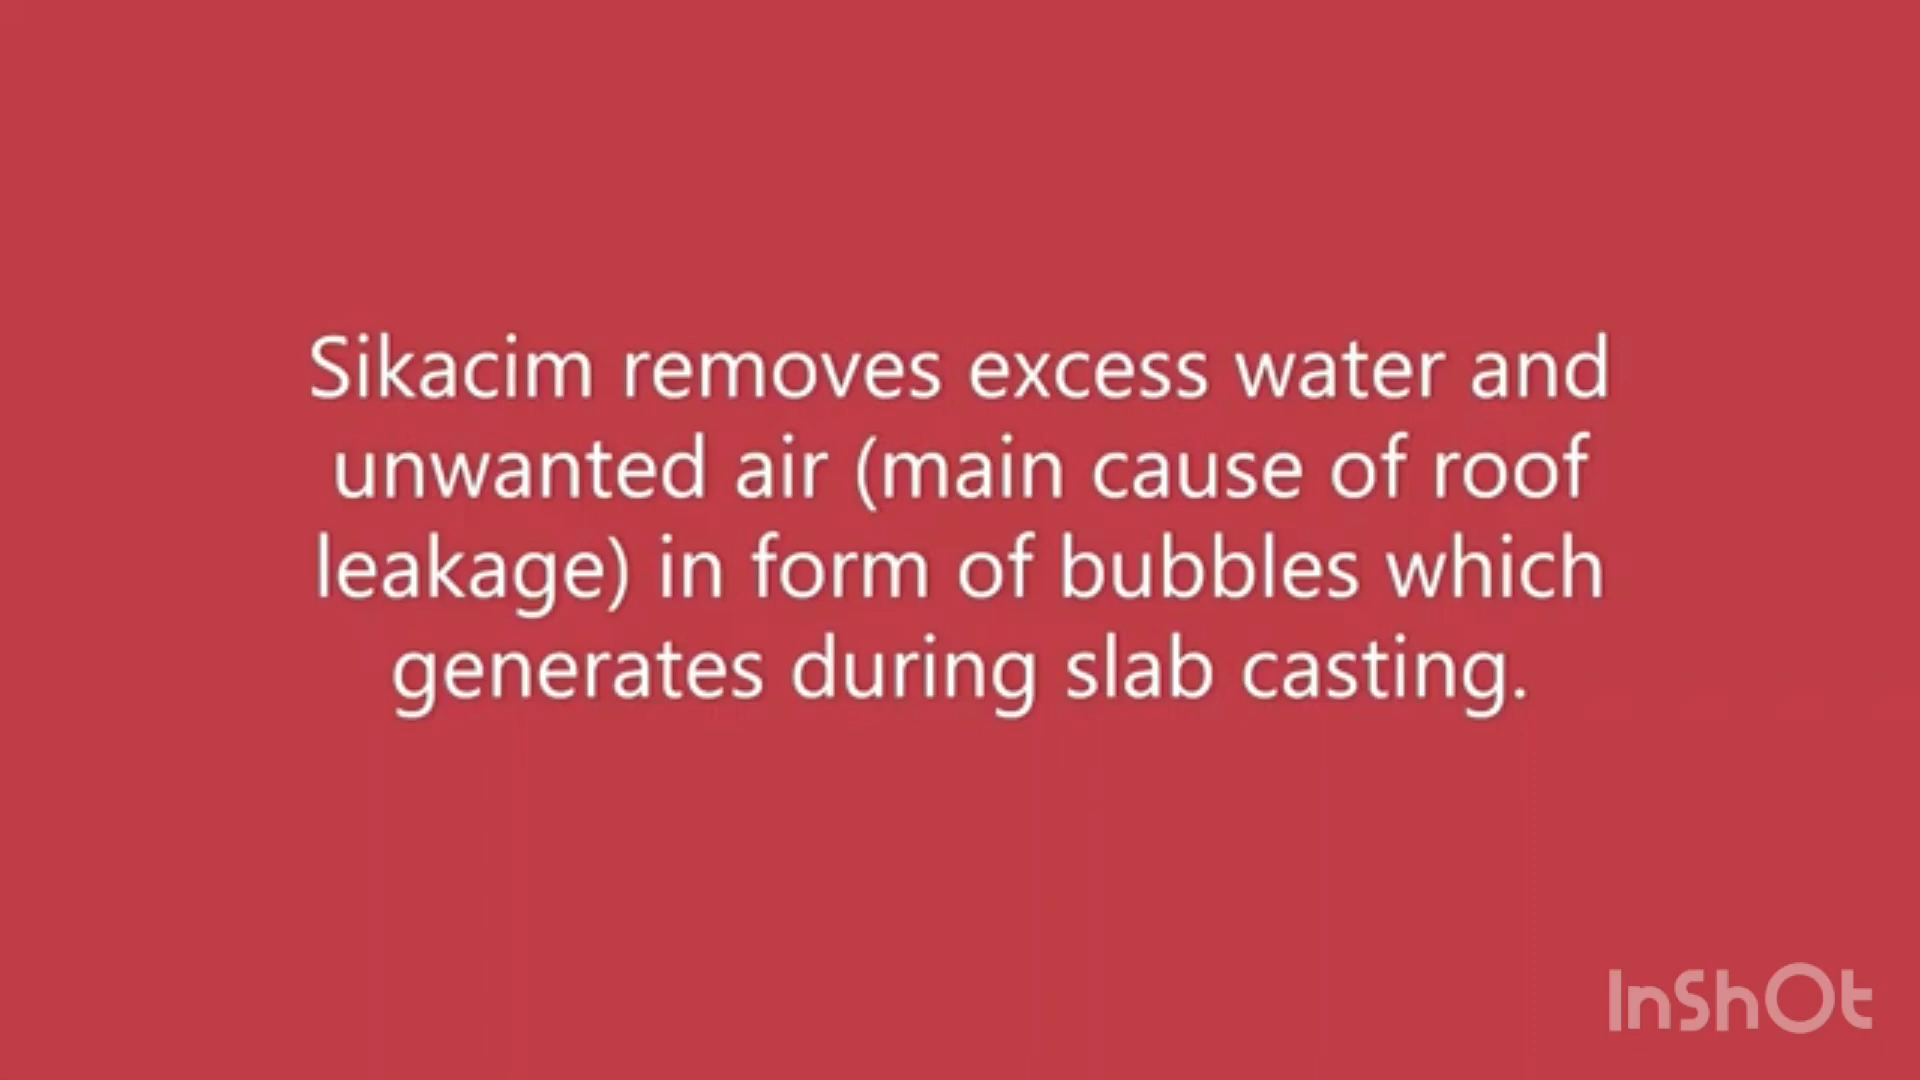 Sikacim removes excess water and
unwanted air (main cause of roof
leakage) in form of bubbles which
generates during slab casting.
InShOt